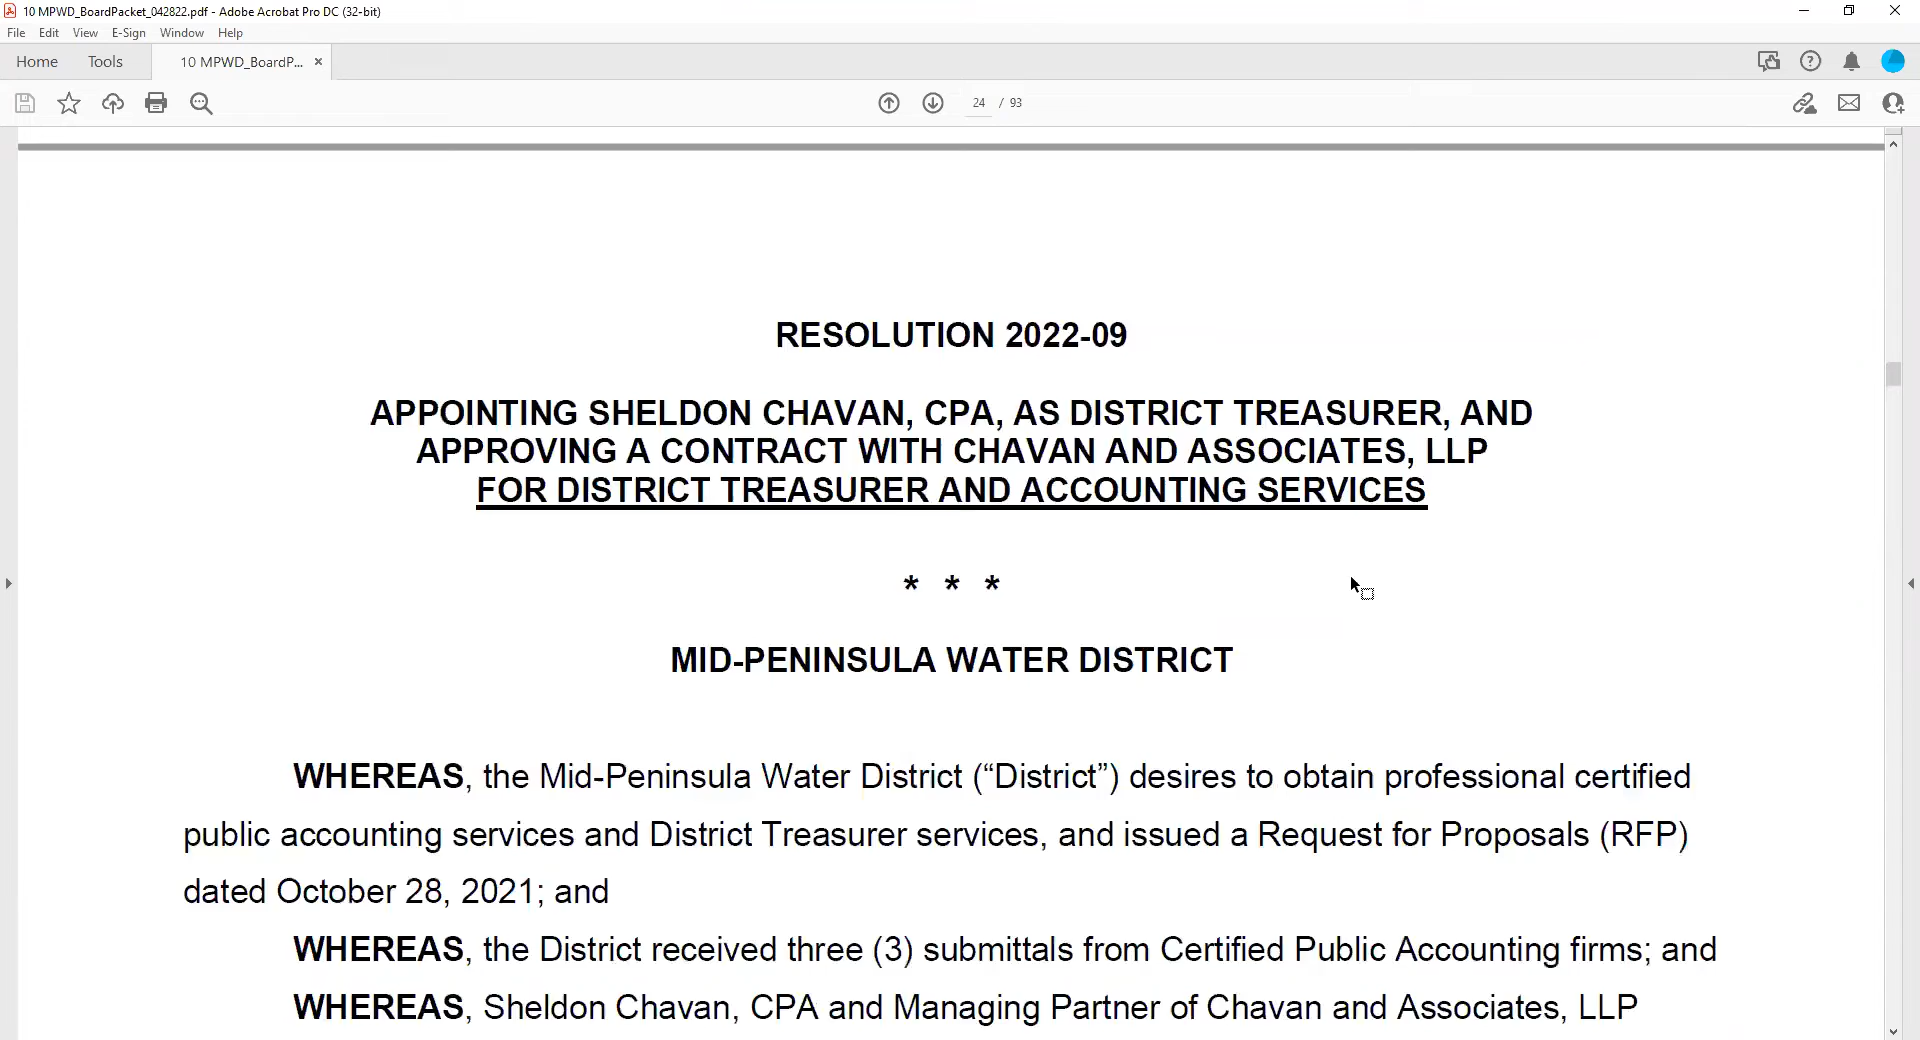 10 MPWD_BoardPacket_042822.pdf - Adobe Acrobat Pro DC (32-bit)
File Edit View E-Sign Window Help
Home Tools 10 MPWD_BoardP... ×
24 / 93
RESOLUTION 2022-09
APPOINTING SHELDON CHAVAN, CPA, AS DISTRICT TREASURER, AND
APPROVING A CONTRACT WITH CHAVAN AND ASSOCIATES, LLP
FOR DISTRICT TREASURER AND ACCOUNTING SERVICES
* * *
MID-PENINSULA WATER DISTRICT
WHEREAS, the Mid-Peninsula Water District (“District”) desires to obtain professional certified
public accounting services and District Treasurer services, and issued a Request for Proposals (RFP)
dated October 28, 2021; and
WHEREAS, the District received three (3) submittals from Certified Public Accounting firms; and
WHEREAS, Sheldon Chavan, CPA and Managing Partner of Chavan and Associates, LLP